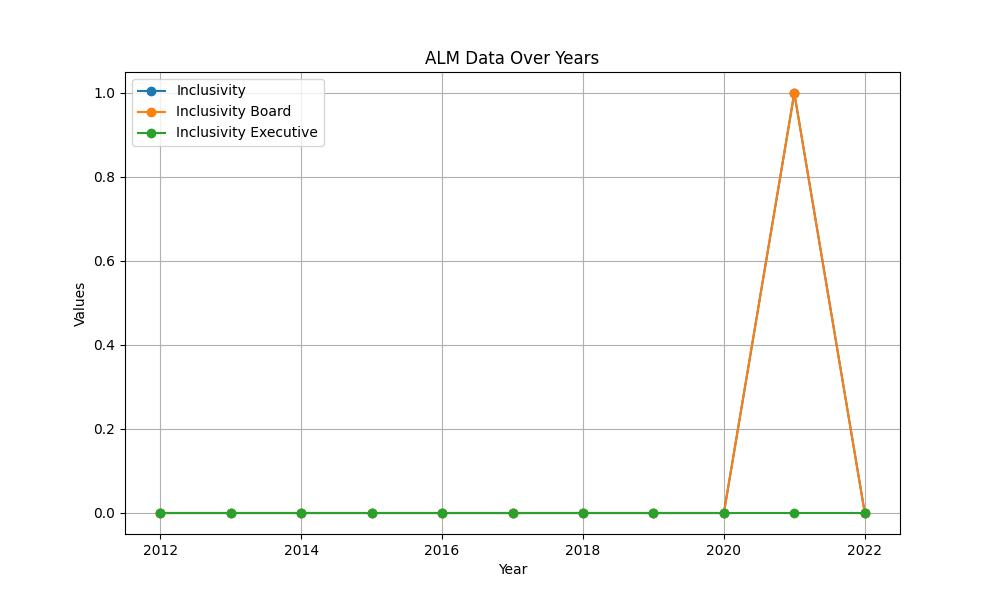 ALM Data Over Years
Inclusivity
Inclusivity Board
Inclusivity Executive
1.0
0.8
0.6
0.4
0.2
0.0
Values
2012 2014 2016 2018 2020 2022
Year